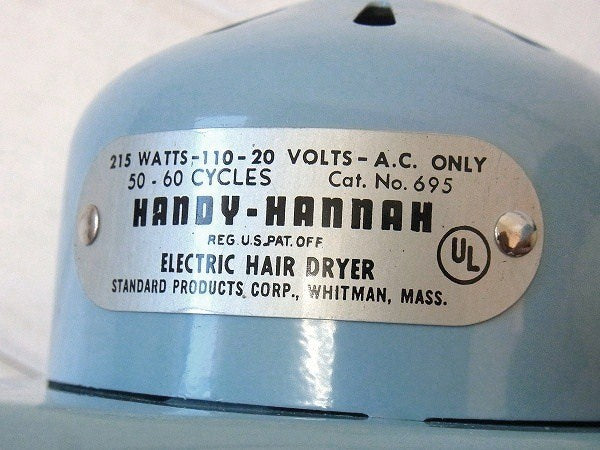 215 WATTS-110-20 VOLTS-A.C. ONLY
50-60 CYCLES Cat. No. 695
HANDY-HANNAH
REG. U.S. PAT. OFF.
ELECTRIC HAIR DRYER
UL
STANDARD PRODUCTS CORP., WHITMAN, MASS.